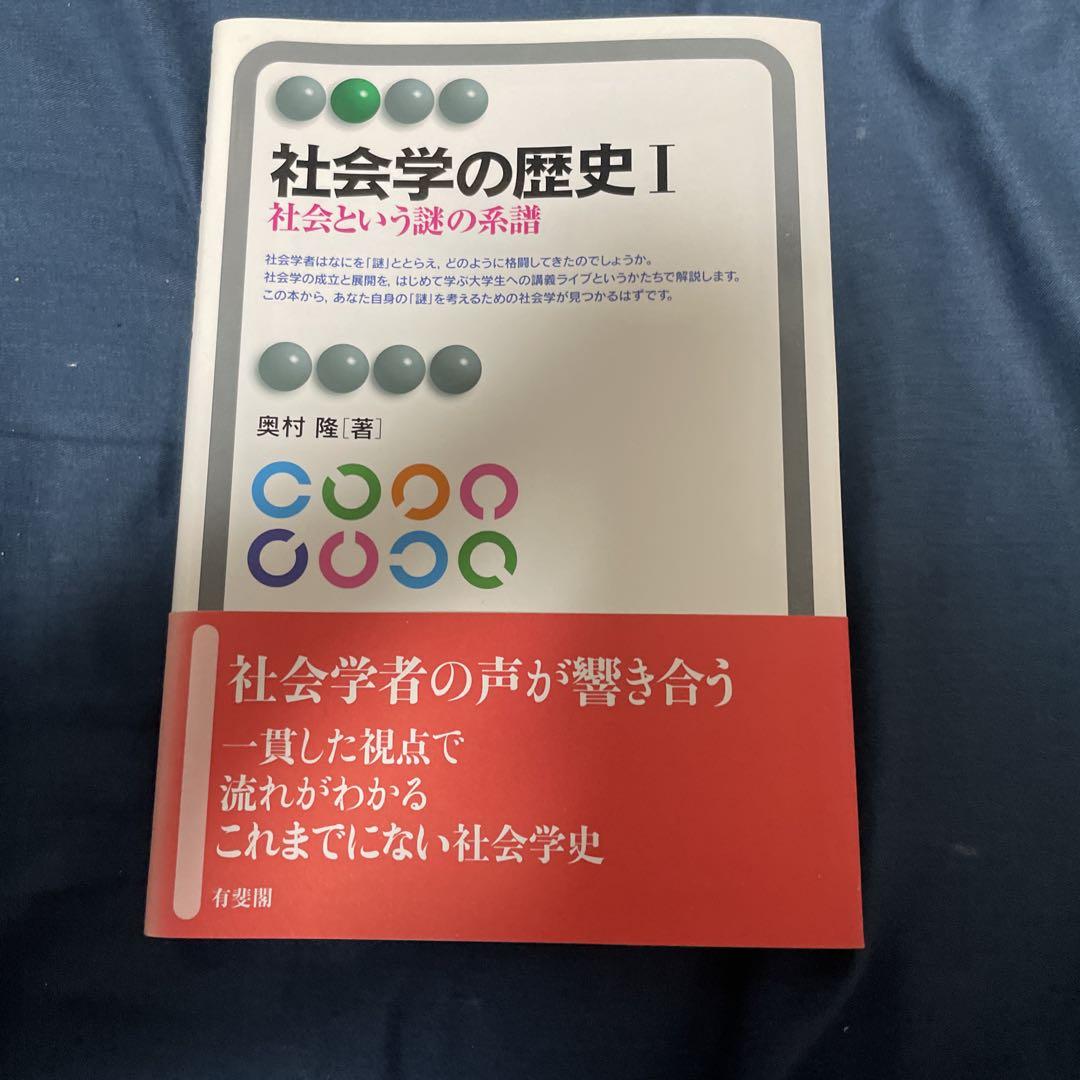 社会学の歴史Ⅰ
社会という謎の系譜
社会学者はなにを「謎」ととらえ，どのように格闘してきたのでしょうか。
社会学の成立と展開を，はじめて学ぶ大学生への講義ライブというかたちで解説します。
この本から，あなた自身の「謎」を考えるための社会学が見つかるはずです。
奥村 隆［著］
社会学者の声が響き合う
一貫した視点で
流れがわかる
これまでにない社会学史
有斐閣